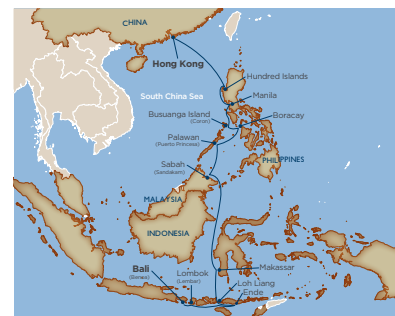 CHINA
Hong Kong
Hundred Islands
South China Sea
Manila
Busuanga Island
(Coron)
Boracay
Palawan
(Puerto Princesa)
PHILIPPINES
Sabah
(Sandakan)
MALAYSIA
INDONESIA
Bali
(Benoa)
Lombok
(Lembar)
Makassar
Loh Liang
Ende